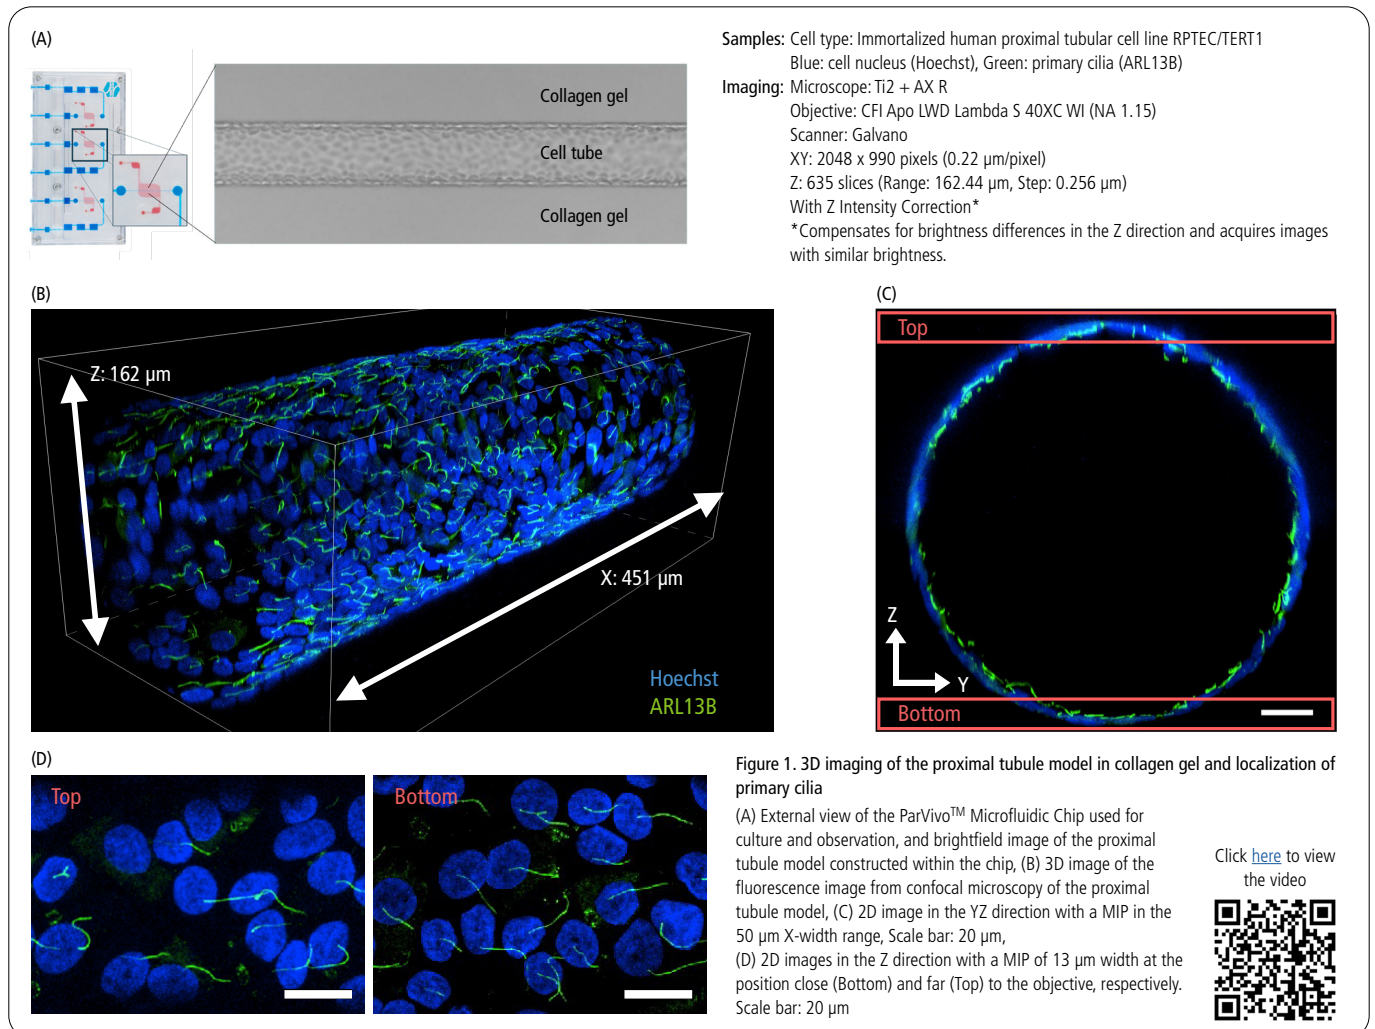 (A)
Collagen gel
Cell tube
Collagen gel
Samples: Cell type: Immortalized human proximal tubular cell line RPTEC/TERT1
Blue: cell nucleus (Hoechst), Green: primary cilia (ARL13B)
Imaging: Microscope: Ti2 + AX R
Objective: CFI Apo LWD Lambda S 40XC WI (NA 1.15)
Scanner: Galvano
XY: 2048 x 990 pixels (0.22 µm/pixel)
Z: 635 slices (Range: 162.44 µm, Step: 0.256 µm)
With Z Intensity Correction*
*Compensates for brightness differences in the Z direction and acquires images
with similar brightness.
(B)
Z: 162 µm
X: 451 µm
Hoechst
ARL13B
(C)
Top
Z
Y
Bottom
(D)
Top
Bottom
Figure 1. 3D imaging of the proximal tubule model in collagen gel and localization of
primary cilia
(A) External view of the ParVivo™ Microfluidic Chip used for
culture and observation, and brightfield image of the proximal
tubule model constructed within the chip, (B) 3D image of the
fluorescence image from confocal microscopy of the proximal
tubule model, (C) 2D image in the YZ direction with a MIP in the
50 µm X-width range, Scale bar: 20 µm,
(D) 2D images in the Z direction with a MIP of 13 µm width at the
position close (Bottom) and far (Top) to the objective, respectively.
Scale bar: 20 µm
Click here to view
the video